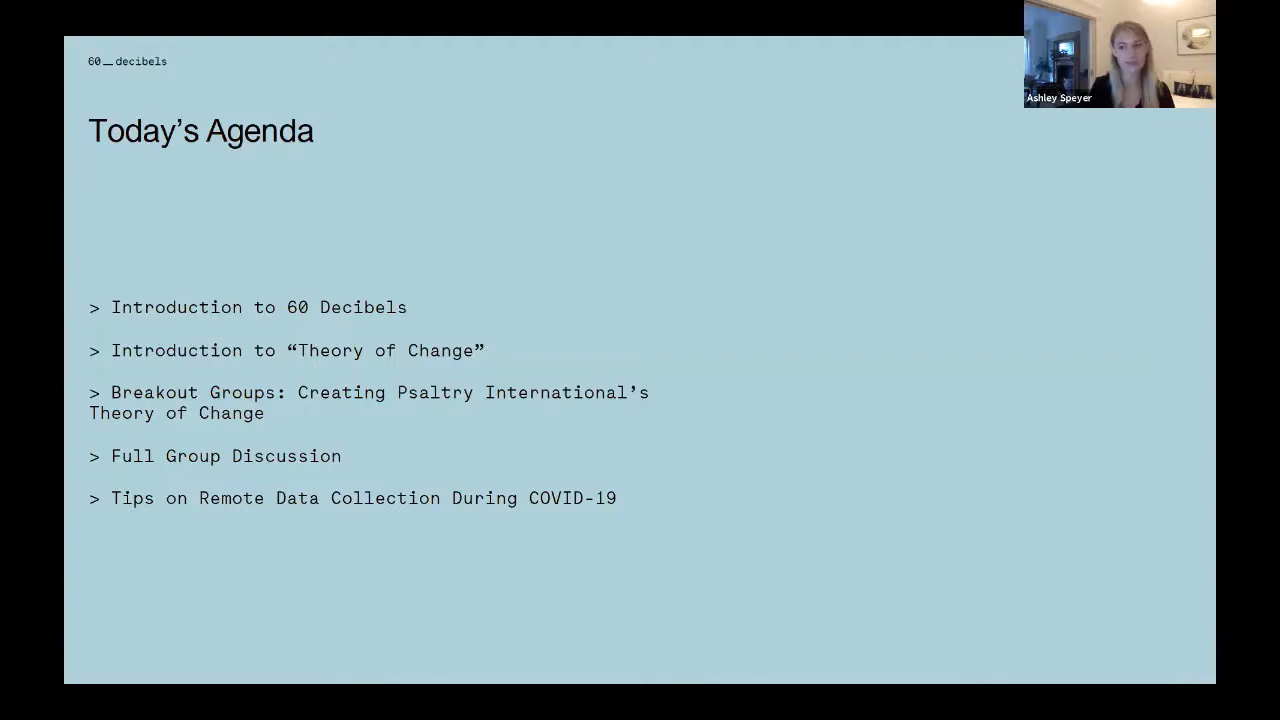 60__decibels
Ashley Speyer
Today’s Agenda
> Introduction to 60 Decibels
> Introduction to “Theory of Change”
> Breakout Groups: Creating Psaltry International’s
Theory of Change
> Full Group Discussion
> Tips on Remote Data Collection During COVID-19